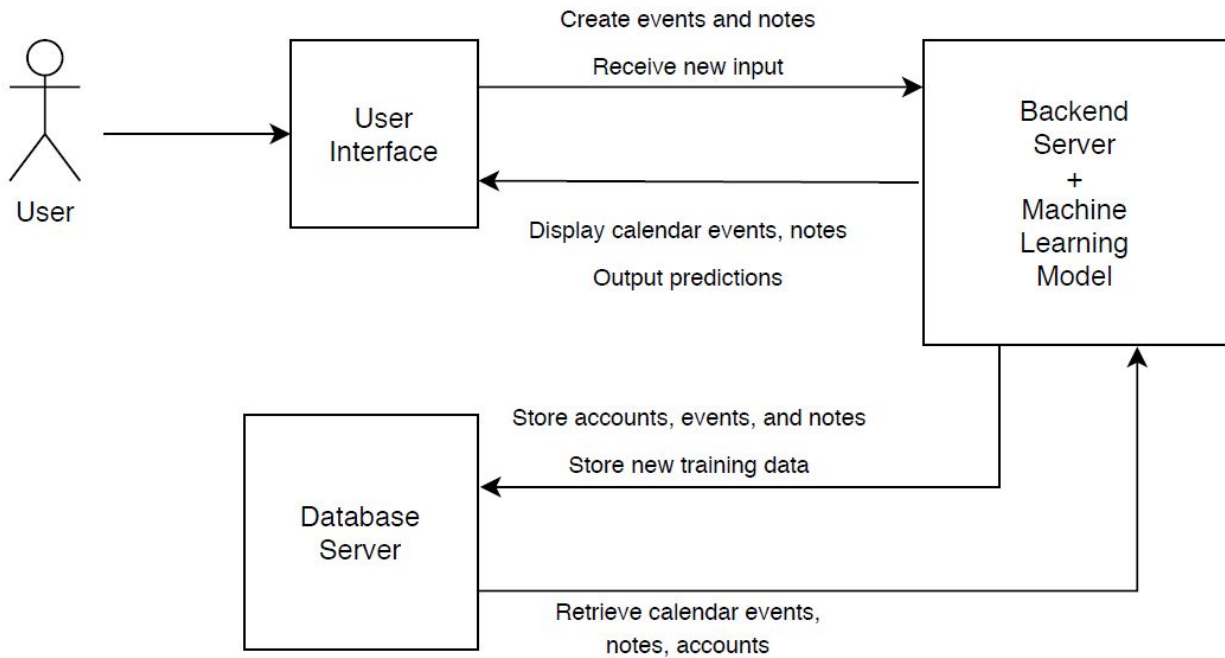 Create events and notes
Receive new input
User
Interface
User
Backend
Server
+
Machine
Learning
Model
Display calendar events, notes
Output predictions
Store accounts, events, and notes
Store new training data
Database
Server
Retrieve calendar events,
notes, accounts